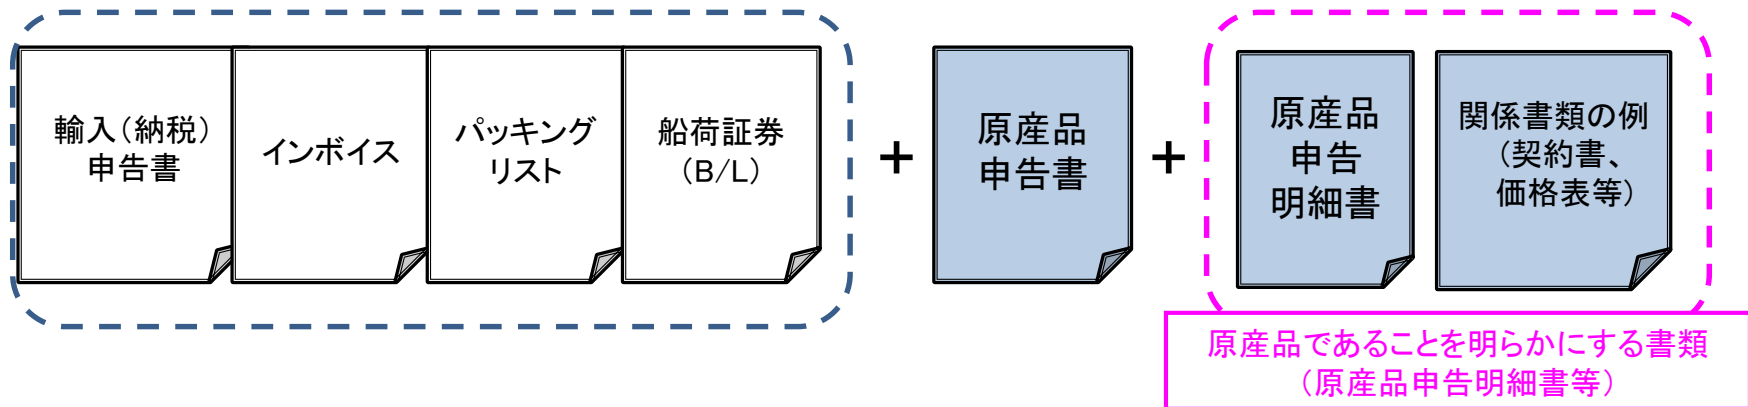 輸入（納税）
申告書
インボイス
パッキング
リスト
船荷証券
（B/L）
+
原産品
申告書
+
原産品
申告
明細書
関係書類の例
（契約書、
価格表等）
原産品であることを明らかにする書類
（原産品申告明細書等）